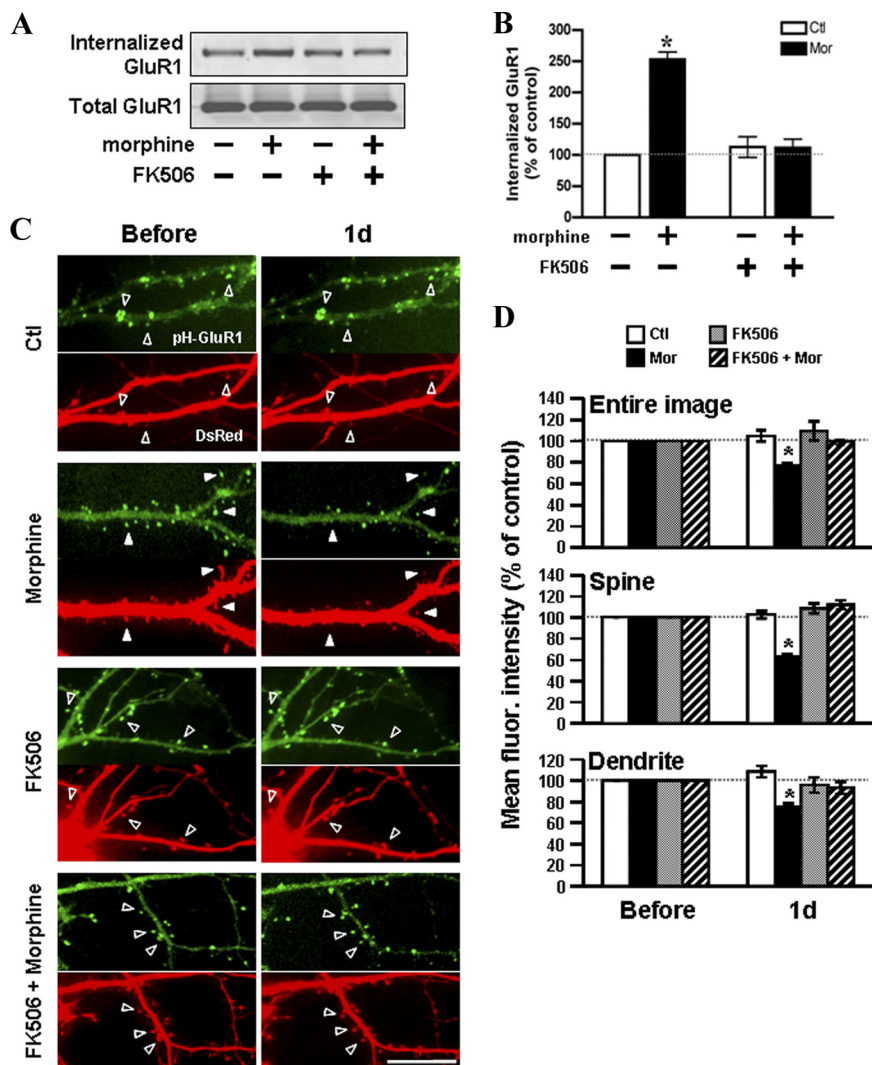 A
Internalized
GluR1
Total GluR1
morphine − + − +
FK506 − − + +
B
Internalized GluR1
(% of control)
300
250
200
150
100
50
0
Ctl
Mor
*
morphine − + − +
FK506 − − + +
C
Before 1d
Ctl
pH-GluR1
DsRed
Morphine
FK506
FK506 + Morphine
D
Ctl FK506
Mor FK506 + Mor
Mean fluor. intensity (% of control)
Entire image
140
120
100
80
60
40
20
0
*
Spine
140
120
100
80
60
40
20
0
*
Dendrite
120
100
80
60
40
20
0
*
Before 1d